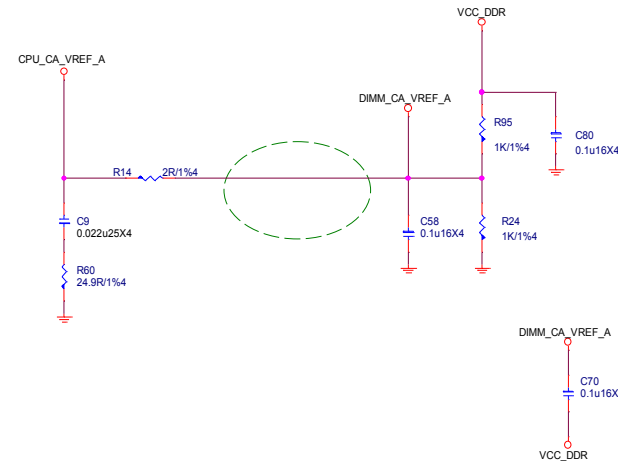 VCC_DDR
CPU_CA_VREF_A
DIMM_CA_VREF_A
R95
1K/1%4
C80
0.1u16X4
R14
2R/1%4
C9
0.022u25X4
C58
0.1u16X4
R24
1K/1%4
R60
24.9R/1%4
DIMM_CA_VREF_A
C70
0.1u16X
VCC_DDR